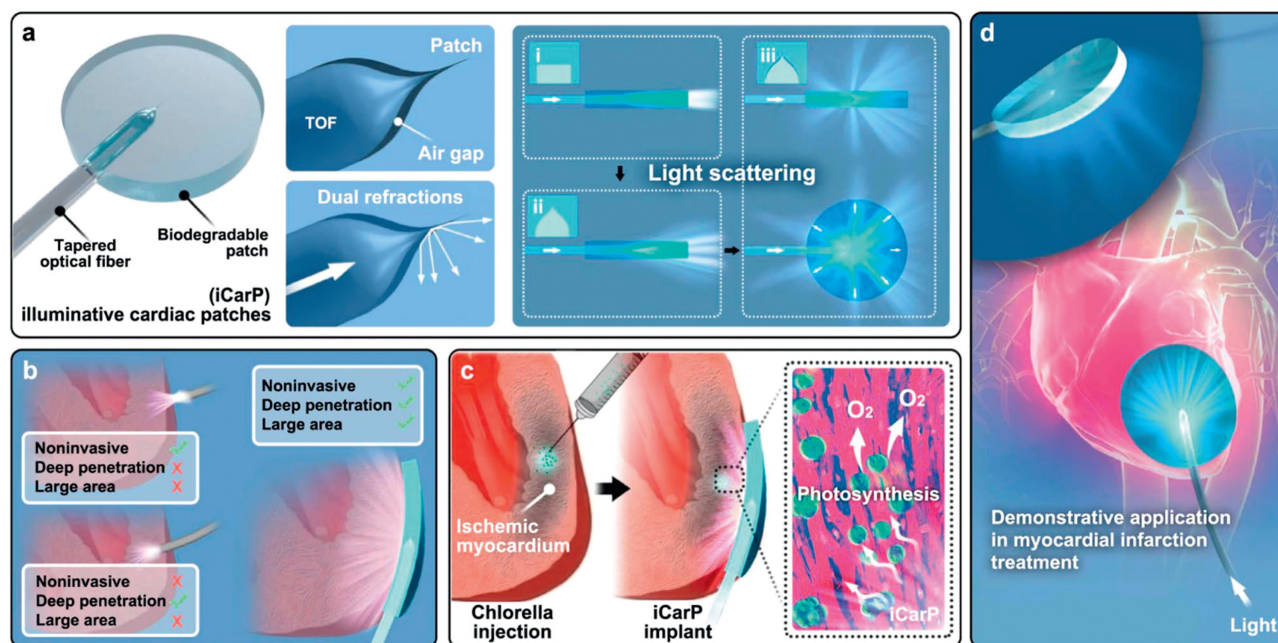 a
Tapered
optical fiber
Biodegradable
patch
(iCarP)
illuminative cardiac patches
Patch
TOF
Air gap
Dual refractions
i
iii
Light scattering
ii
b
Noninvasive
Deep penetration X
Large area X
Noninvasive X
Deep penetration
Large area X
Noninvasive
Deep penetration
Large area
c
Ischemic
myocardium
Chlorella
injection
iCarP
implant
O₂
O₂
Photosynthesis
iCarP
d
Demonstrative application
in myocardial infarction
treatment
Light